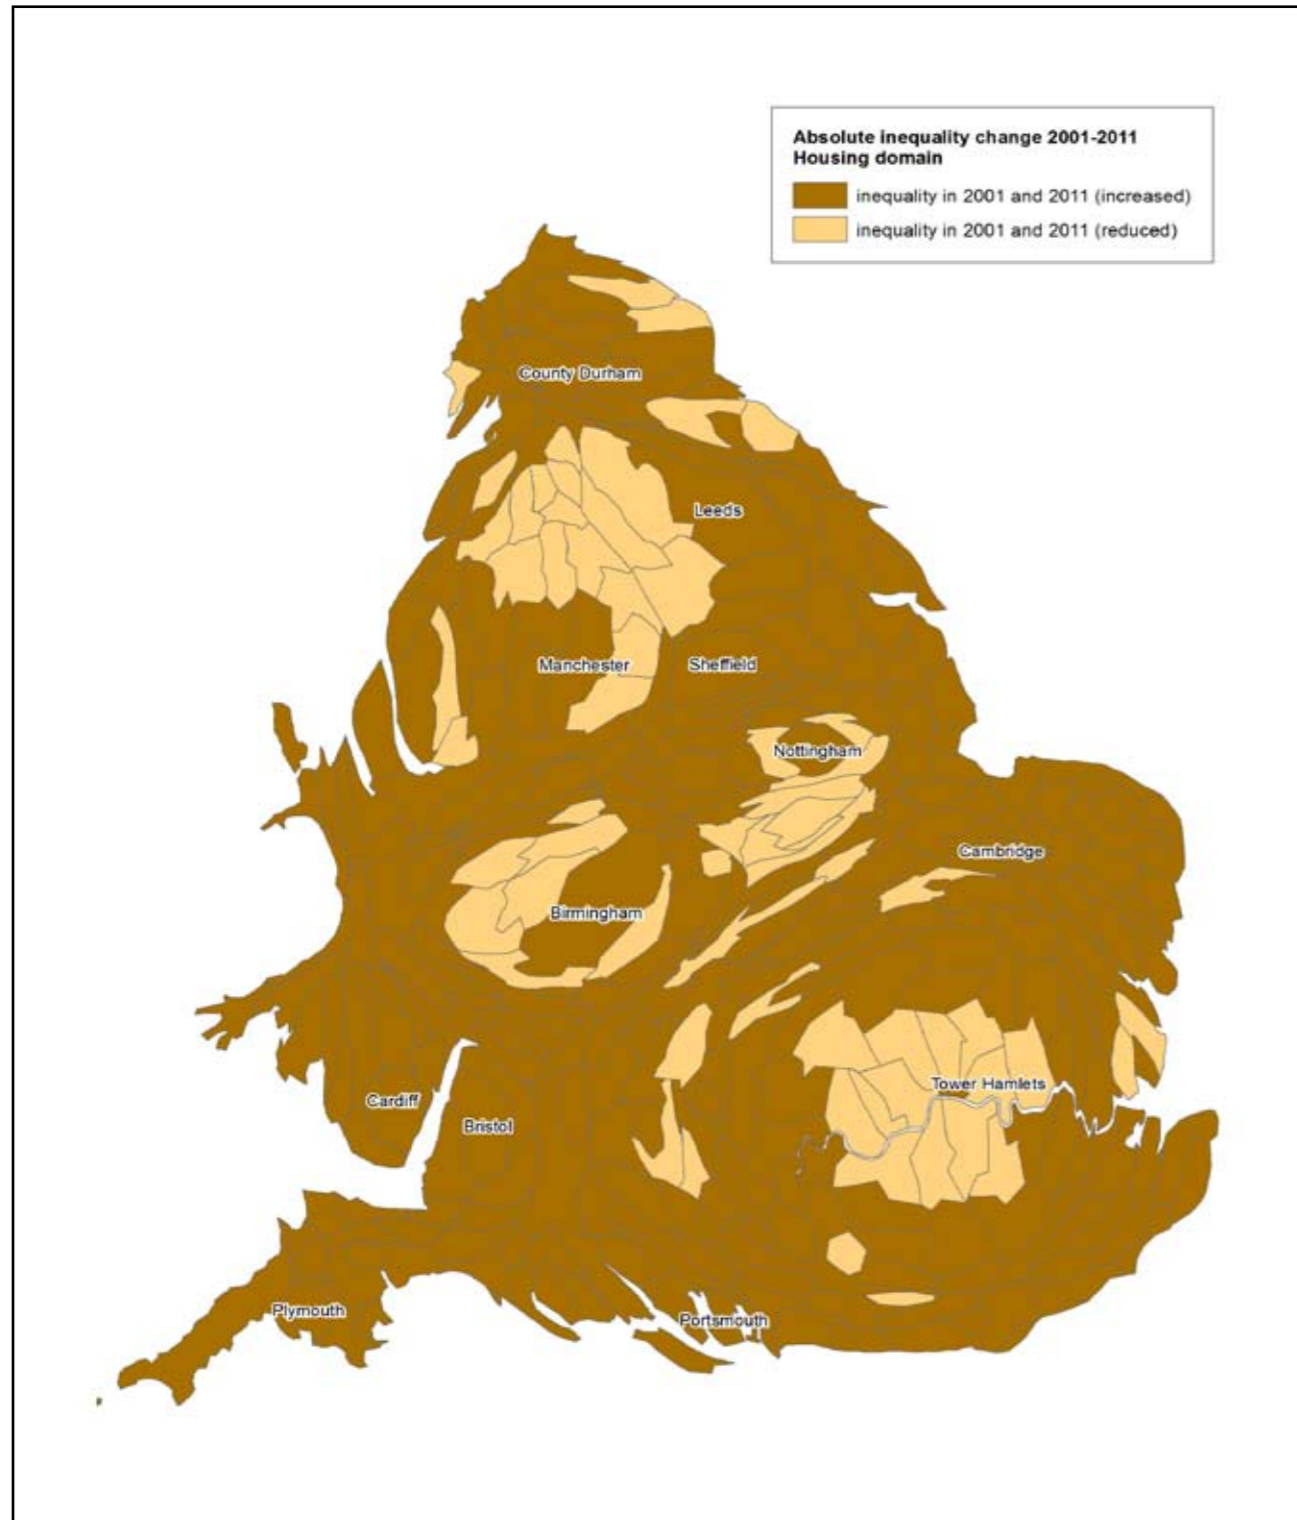 Absolute inequality change 2001-2011
Housing domain
inequality in 2001 and 2011 (increased)
inequality in 2001 and 2011 (reduced)
County Durham
Leeds
Manchester
Sheffield
Nottingham
Cambridge
Birmingham
Tower Hamlets
Cardiff
Bristol
Plymouth
Portsmouth